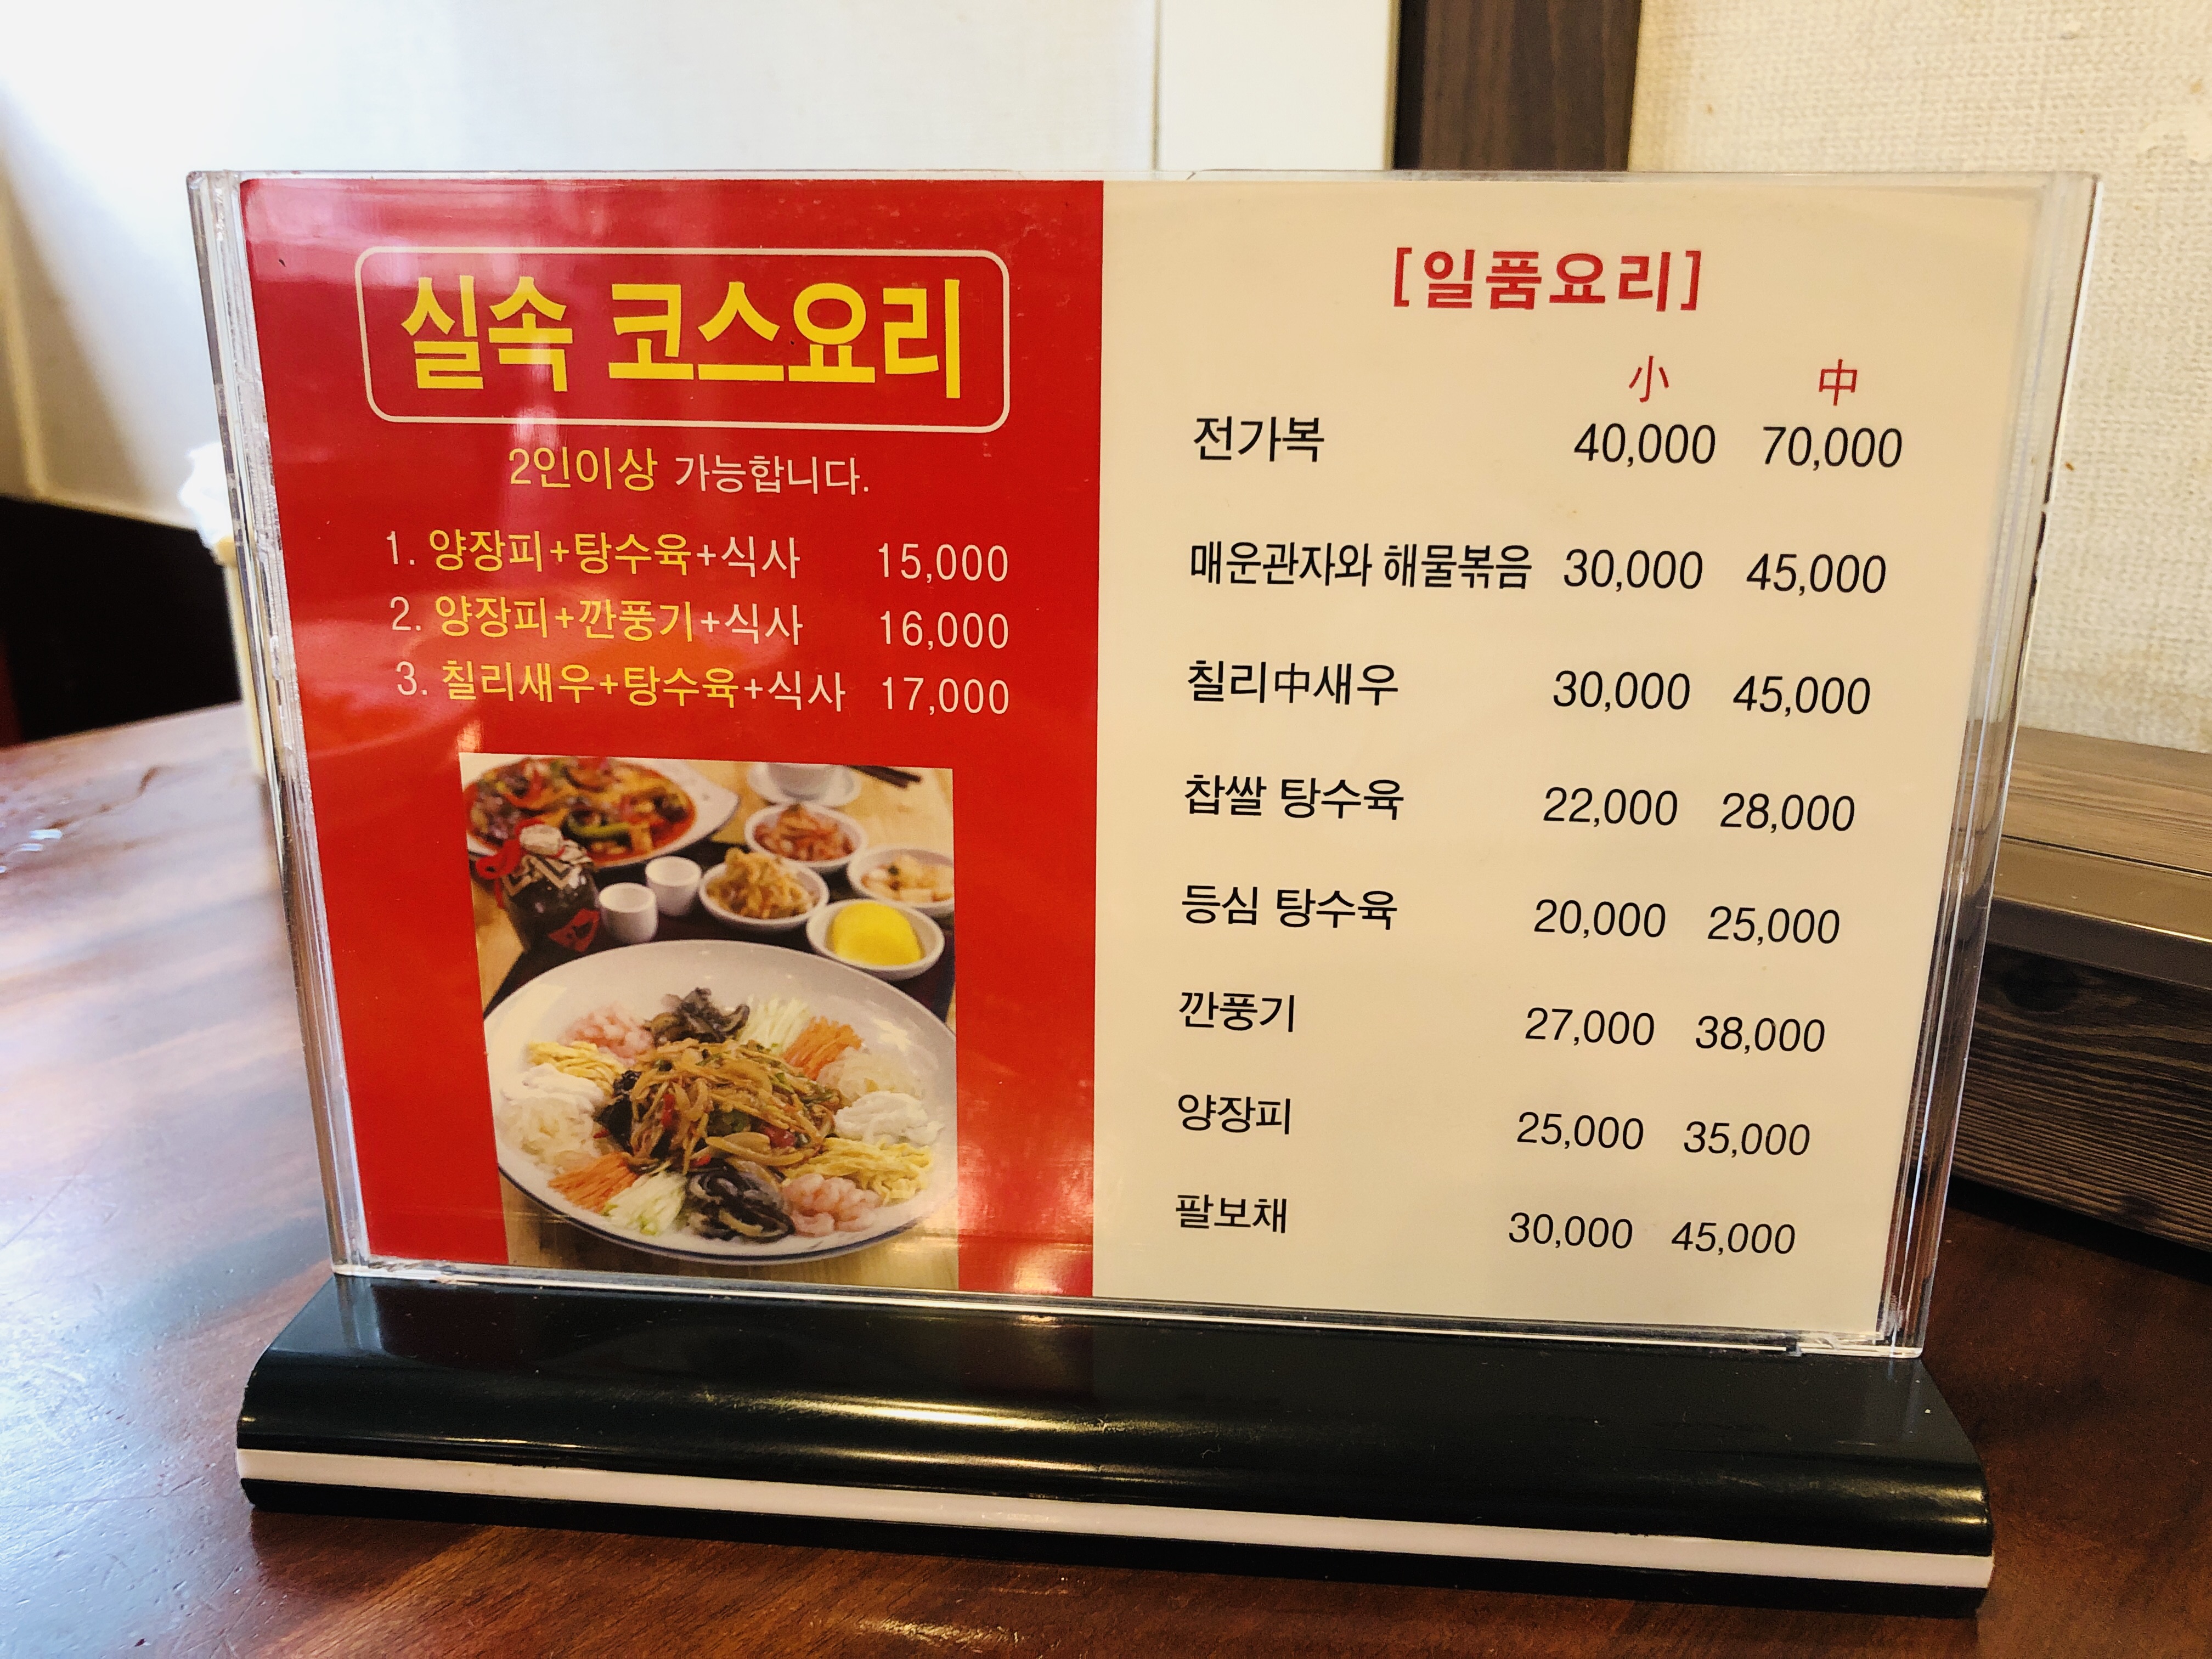 실속 코스요리
2인이상 가능합니다.
1. 양장피+탕수육+식사 15,000
2. 양장피+깐풍기+식사 16,000
3. 칠리새우+탕수육+식사 17,000
[일품요리]
小 中
전가복 40,000 70,000
매운관자와 해물볶음 30,000 45,000
칠리中새우 30,000 45,000
찹쌀 탕수육 22,000 28,000
등심 탕수육 20,000 25,000
깐풍기 27,000 38,000
양장피 25,000 35,000
팔보채 30,000 45,000